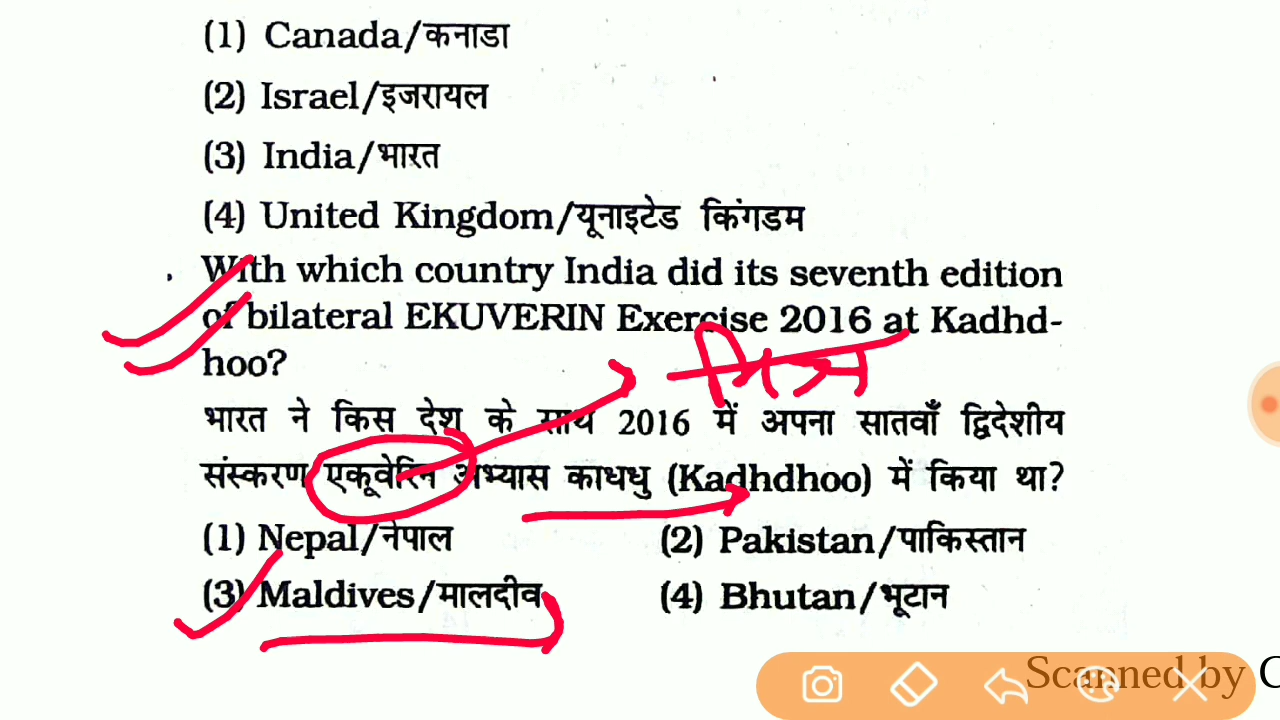 (1) Canada/कनाडा
(2) Israel/इजरायल
(3) India/भारत
(4) United Kingdom/यूनाइटेड किंगडम
. With which country India did its seventh edition
of bilateral EKUVERIN Exercise 2016 at Kadhd-
hoo?
मित्र
भारत ने किस देश के साथ 2016 में अपना सातवाँ द्विदेशीय
संस्करण एकूवेरिन अभ्यास काधधु (Kadhdhoo) में किया था?
(1) Nepal/नेपाल (2) Pakistan/पाकिस्तान
(3) Maldives/मालदीव (4) Bhutan/भूटान
Scanned by C